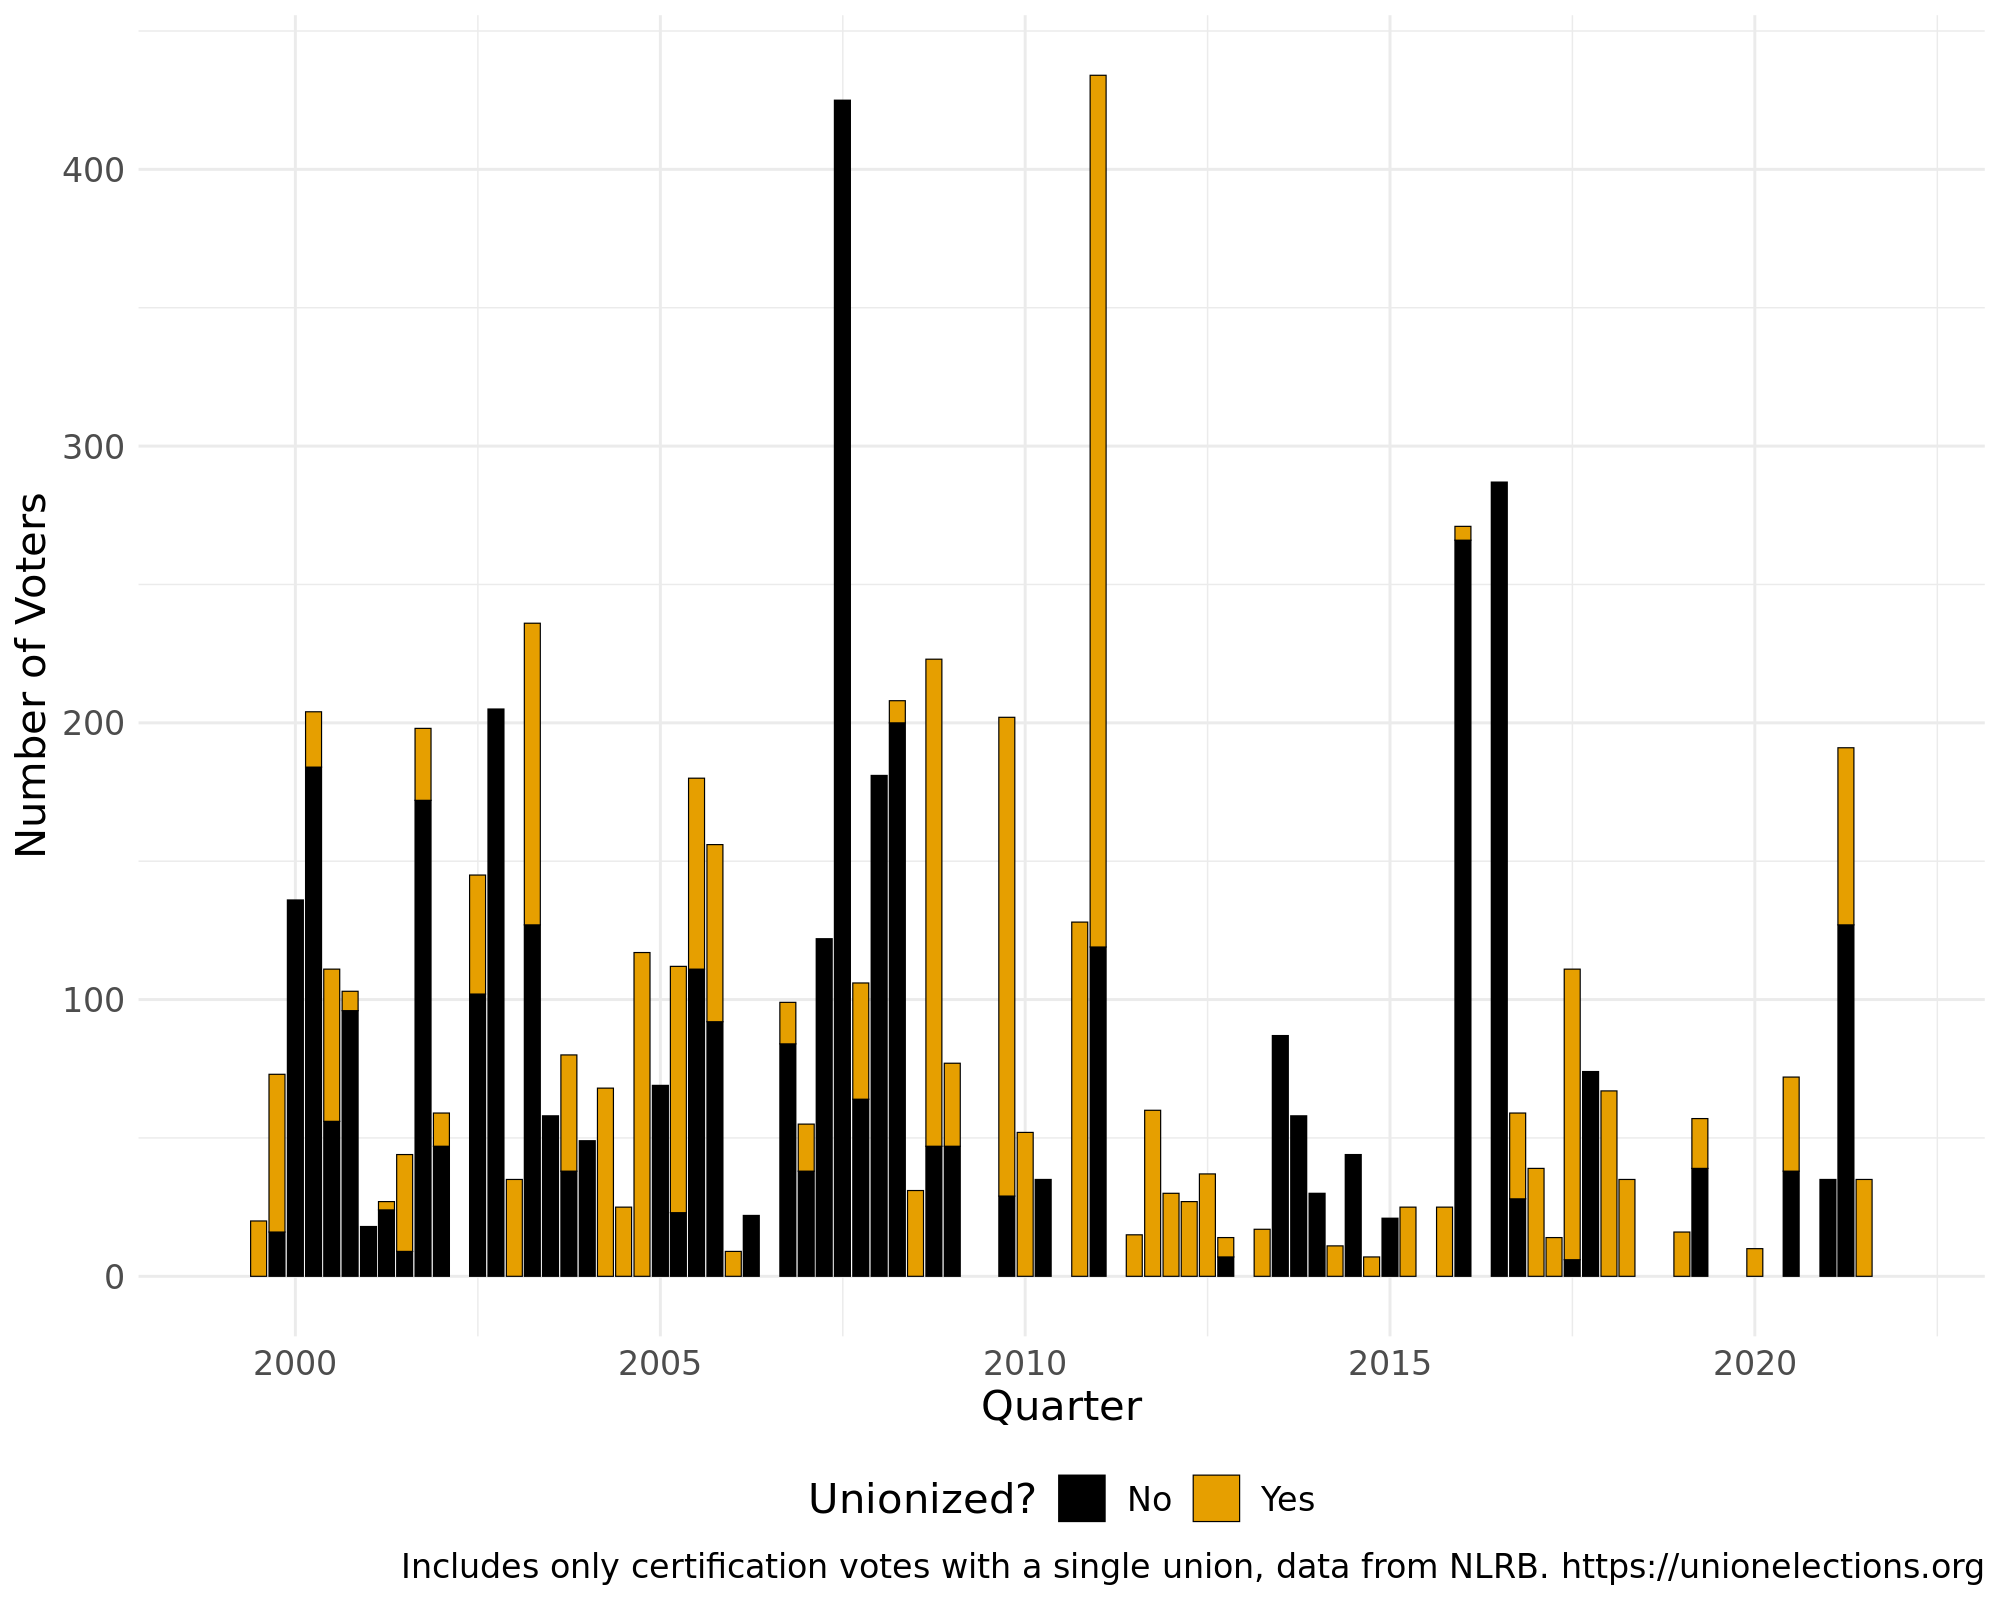 Number of Voters
400
300
200
100
0
2000 2005 2010 2015 2020
Quarter
Unionized? No Yes
Includes only certification votes with a single union, data from NLRB. https://unionelections.org